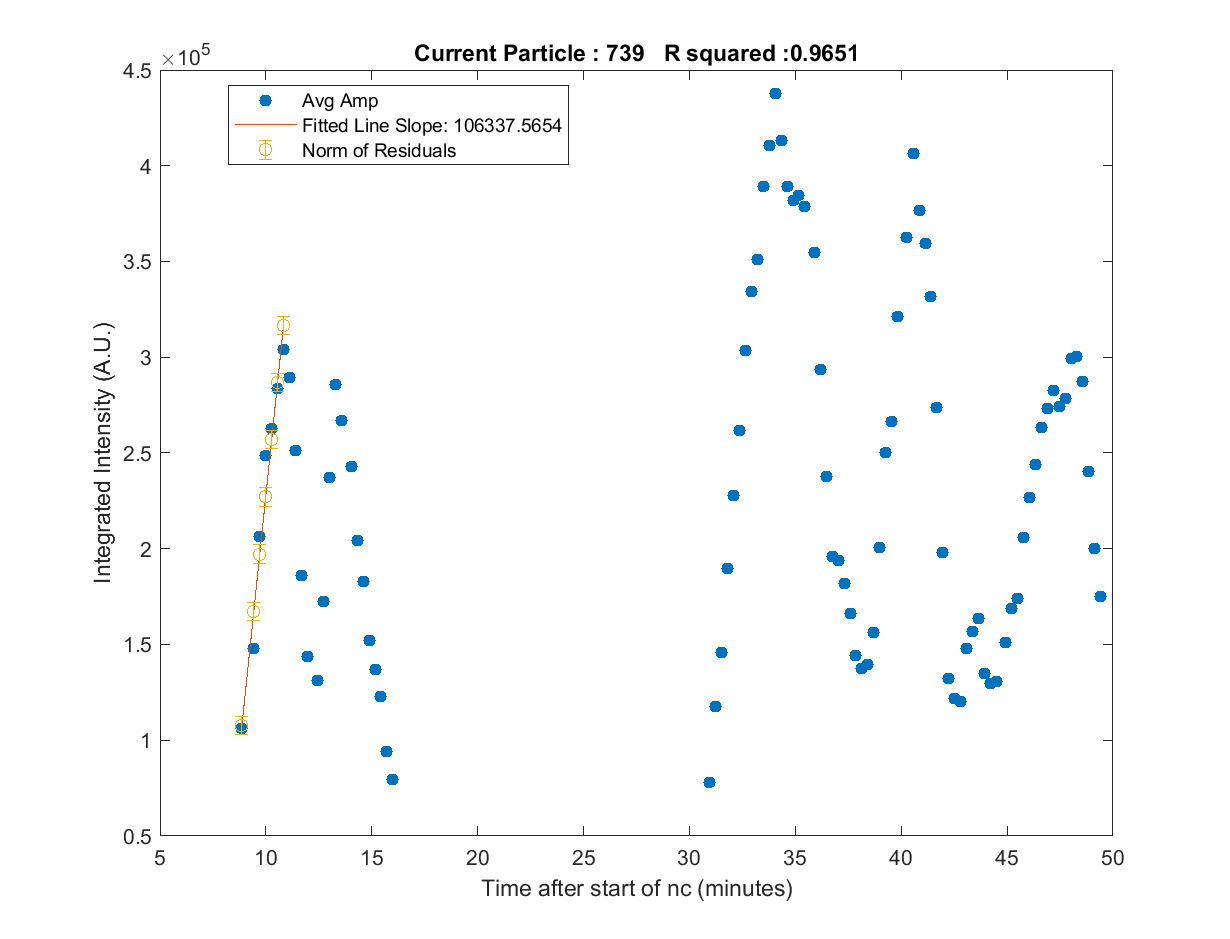 Current Particle : 739   R squared :0.9651
×10^5
Avg Amp
Fitted Line Slope: 106337.5654
Norm of Residuals
4.5
4
3.5
3
2.5
2
1.5
1
0.5
Integrated Intensity (A.U.)
5 10 15 20 25 30 35 40 45 50
Time after start of nc (minutes)